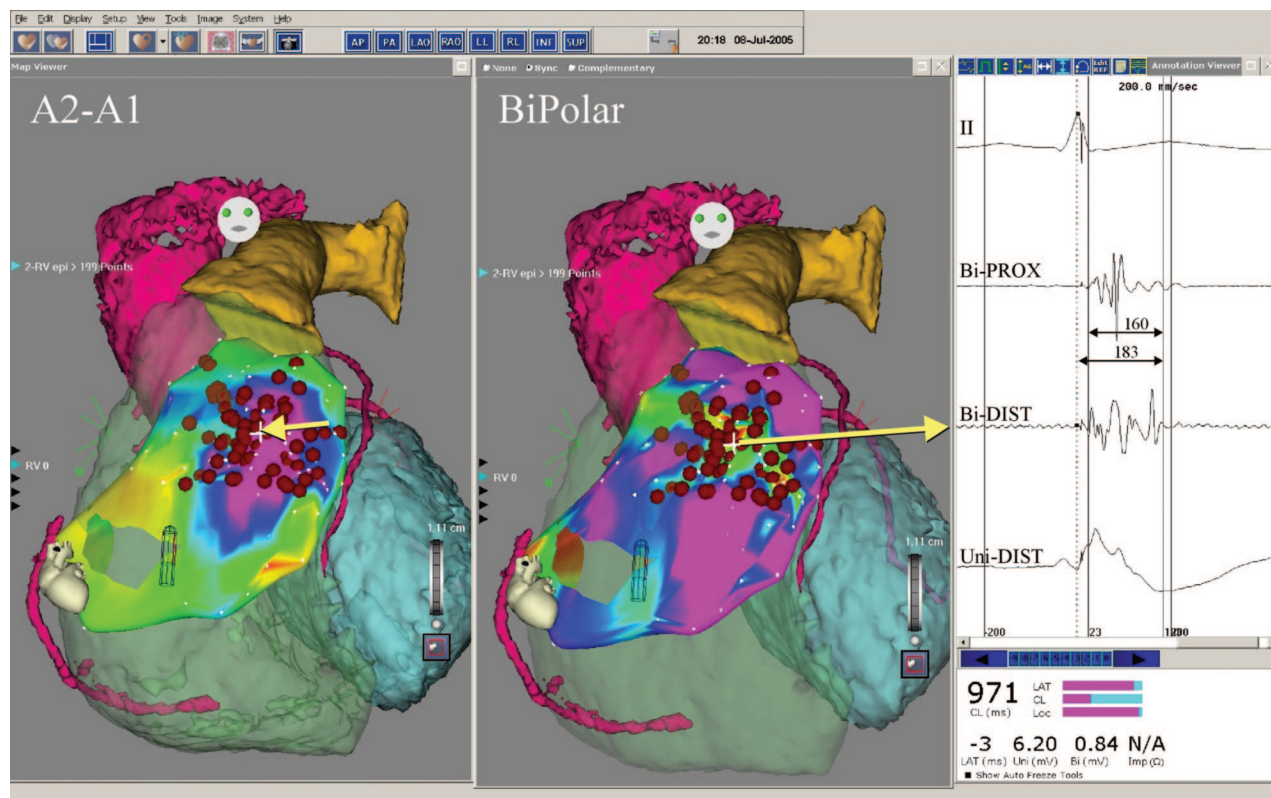 File Edit Display Setup View Tools Image System Help
AP PA LAO RAO LL RL INF SUP
20:18 08-Jul-2005
Map Viewer
None Sync Complementary
Annotation Viewer
A2-A1
BiPolar
200.0 mm/sec
II
2-RV epi > 199 Points
2-RV epi > 199 Points
Bi-PROX
160
183
Bi-DIST
RV 0
RV 0
1.11 cm
1.11 cm
Uni-DIST
-200 23
971
CL (ms)
LAT
CL
Loc
-3 6.20 0.84 N/A
LAT (ms) Uni (mV) Bi (mV) Imp (Ω)
Show Auto Freeze Tools